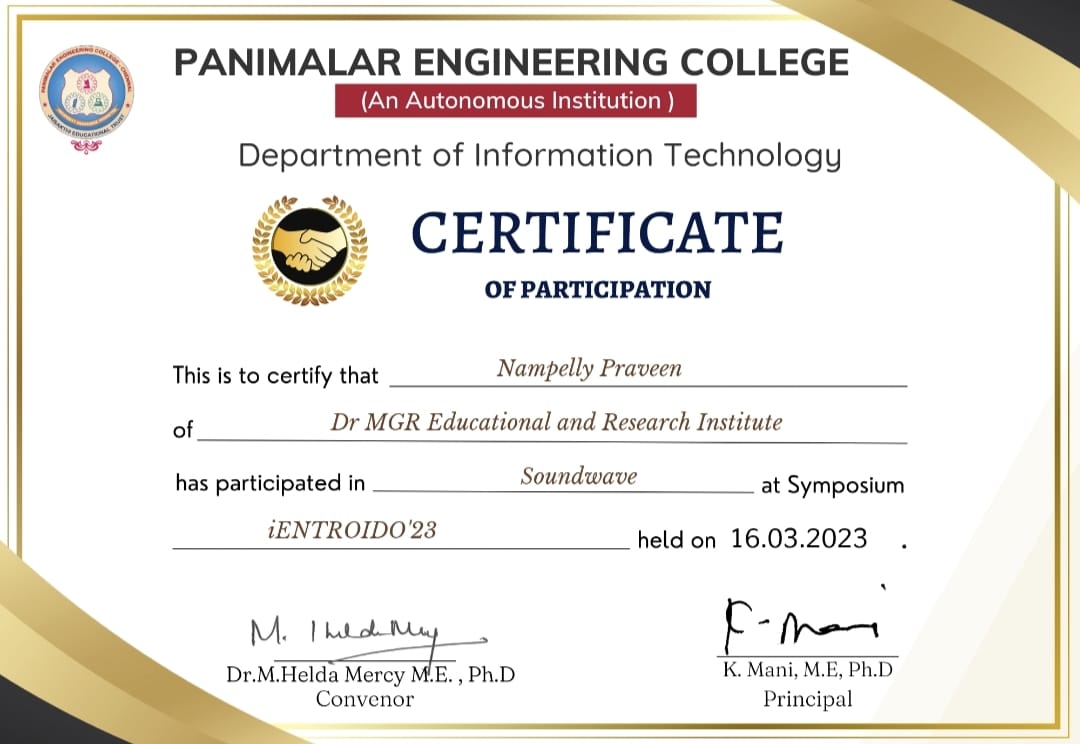 PANIMALAR ENGINEERING COLLEGE
(An Autonomous Institution )
Department of Information Technology
CERTIFICATE
OF PARTICIPATION
This is to certify that Nampelly Praveen
of Dr MGR Educational and Research Institute
has participated in Soundwave at Symposium
iENTROIDO'23 held on 16.03.2023 .
M. Helda Mercy
K-Mani
Dr.M.Helda Mercy M.E. , Ph.D
K. Mani, M.E, Ph.D
Convenor
Principal